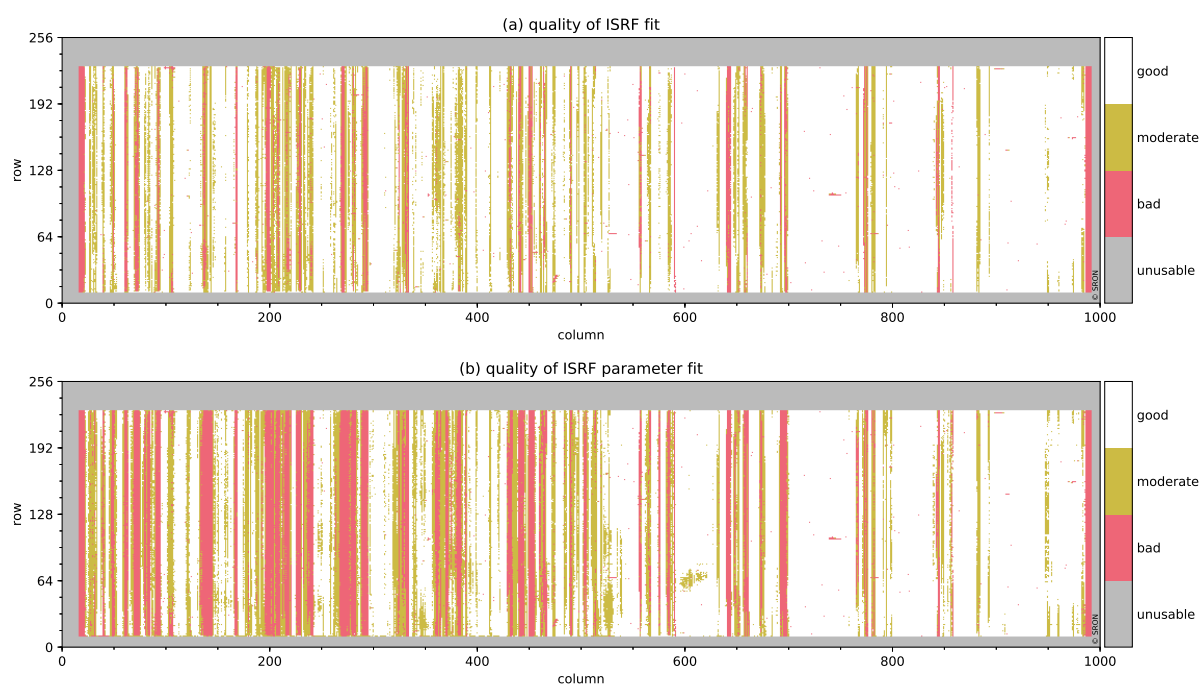 (a) quality of ISRF fit
256
192
128
64
0
row
0 200 400 600 800 1000
column
good
moderate
bad
unusable
© SRON
(b) quality of ISRF parameter fit
256
192
128
64
0
row
0 200 400 600 800 1000
column
good
moderate
bad
unusable
© SRON